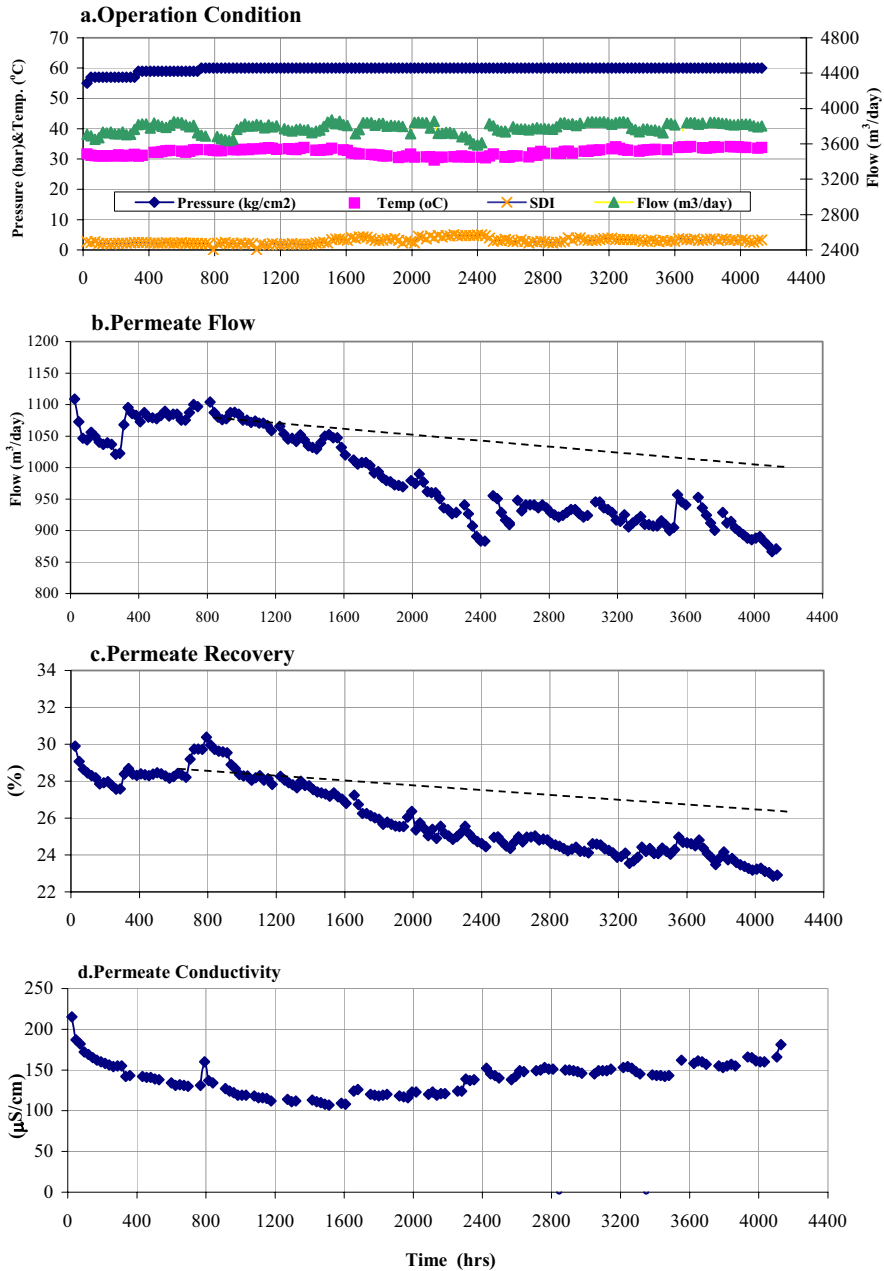 a.Operation Condition
Pressure (bar)&Temp. (°C)
70
60
50
40
30
20
10
0
4800
4400
4000
3600
3200
2800
2400
Flow (m³/day)
Pressure (kg/cm2) Temp (oC) SDI Flow (m3/day)
0 400 800 1200 1600 2000 2400 2800 3200 3600 4000 4400
b.Permeate Flow
Flow (m³/day)
1200
1150
1100
1050
1000
950
900
850
800
0 400 800 1200 1600 2000 2400 2800 3200 3600 4000 4400
c.Permeate Recovery
(%)
34
32
30
28
26
24
22
0 400 800 1200 1600 2000 2400 2800 3200 3600 4000 4400
d.Permeate Conductivity
(µS/cm)
250
200
150
100
50
0
0 400 800 1200 1600 2000 2400 2800 3200 3600 4000 4400
Time (hrs)